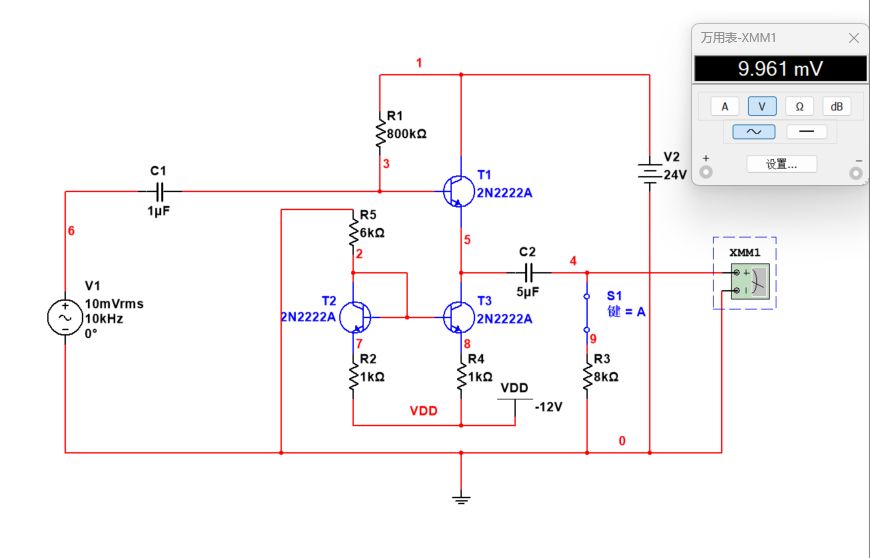 万用表-XMM1
9.961 mV
A
V
Ω
dB
+
设置...
−
1
R1
800kΩ
3
C1
1µF
T1
2N2222A
V2
24V
R5
6kΩ
2
6
5
C2
5µF
4
XMM1
V1
10mVrms
10kHz
0°
T2
2N2222A
T3
2N2222A
S1
键 = A
7
8
9
R2
1kΩ
R4
1kΩ
R3
8kΩ
VDD
-12V
VDD
0